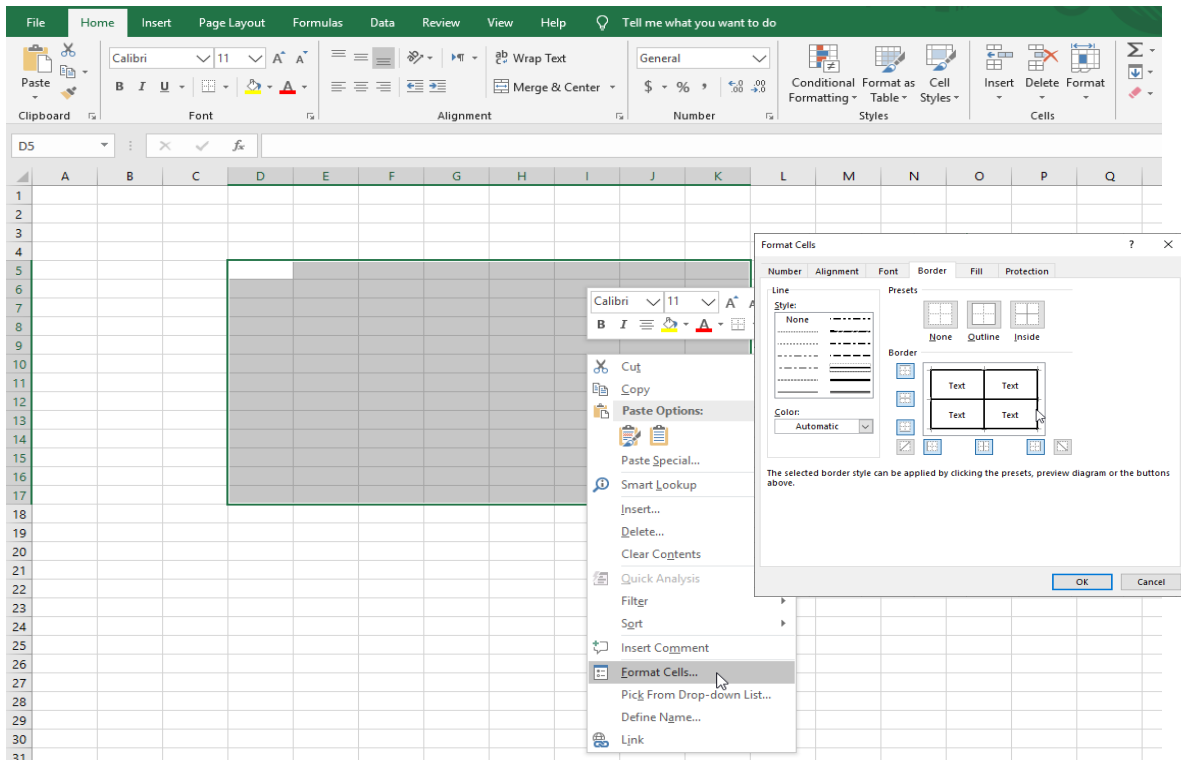 File Home Insert Page Layout Formulas Data Review View Help Tell me what you want to do
Paste
Clipboard
Calibri 11 A A
B I U A
Font
ab Wrap Text
Merge & Center
Alignment
General
$ % , .00 .00
Number
Conditional Formatting
Format as Table
Cell Styles
Styles
Insert Delete Format
Cells
D5 fx
A B C D E F G H I J K L M N O P Q
1
2
3
4
5
6
7
8
9
10
11
12
13
14
15
16
17
18
19
20
21
22
23
24
25
26
27
28
29
30
31
Calibri 11 A
B I A
Cut
Copy
Paste Options:
Paste Special...
Smart Lookup
Insert...
Delete...
Clear Contents
Quick Analysis
Filter
Sort
Insert Comment
Format Cells...
Pick From Drop-down List...
Define Name...
Link
Format Cells ?
Number Alignment Font Border Fill Protection
Line
Style:
None
Color:
Automatic
Presets
None Outline Inside
Border
Text Text
Text Text
The selected border style can be applied by clicking the presets, preview diagram or the buttons
above.
OK Cancel